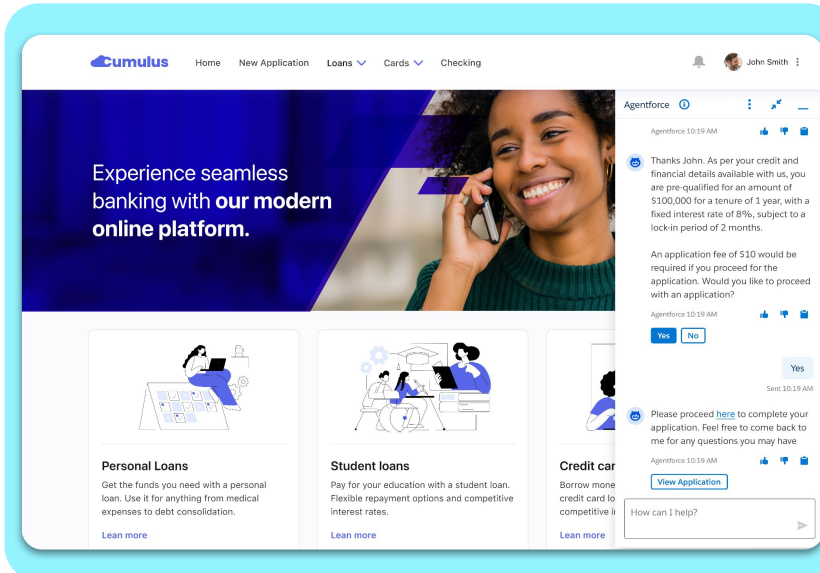 Cumulus
Home New Application Loans Cards Checking
John Smith
Experience seamless
banking with our modern
online platform.
Personal Loans
Get the funds you need with a personal
loan. Use it for anything from medical
expenses to debt consolidation.
Lean more
Student loans
Pay for your education with a student loan.
Flexible repayment options and competitive
interest rates.
Lean more
Credit car
Borrow mone
credit card lo
competitive i
Lean more
Agentforce
Agentforce 10:19 AM
Thanks John. As per your credit and
financial details available with us, you
are pre-qualified for an amount of
$100,000 for a tenure of 1 year, with a
fixed interest rate of 8%, subject to a
lock-in period of 2 months.
An application fee of $10 would be
required if you proceed for the
application. Would you like to proceed
with an application?
Agentforce 10:19 AM
Yes No
Yes
Sent 10:19 AM
Please proceed here to complete your
application. Feel free to come back to
me for any questions you may have
Agentforce 10:19 AM
View Application
How can I help?